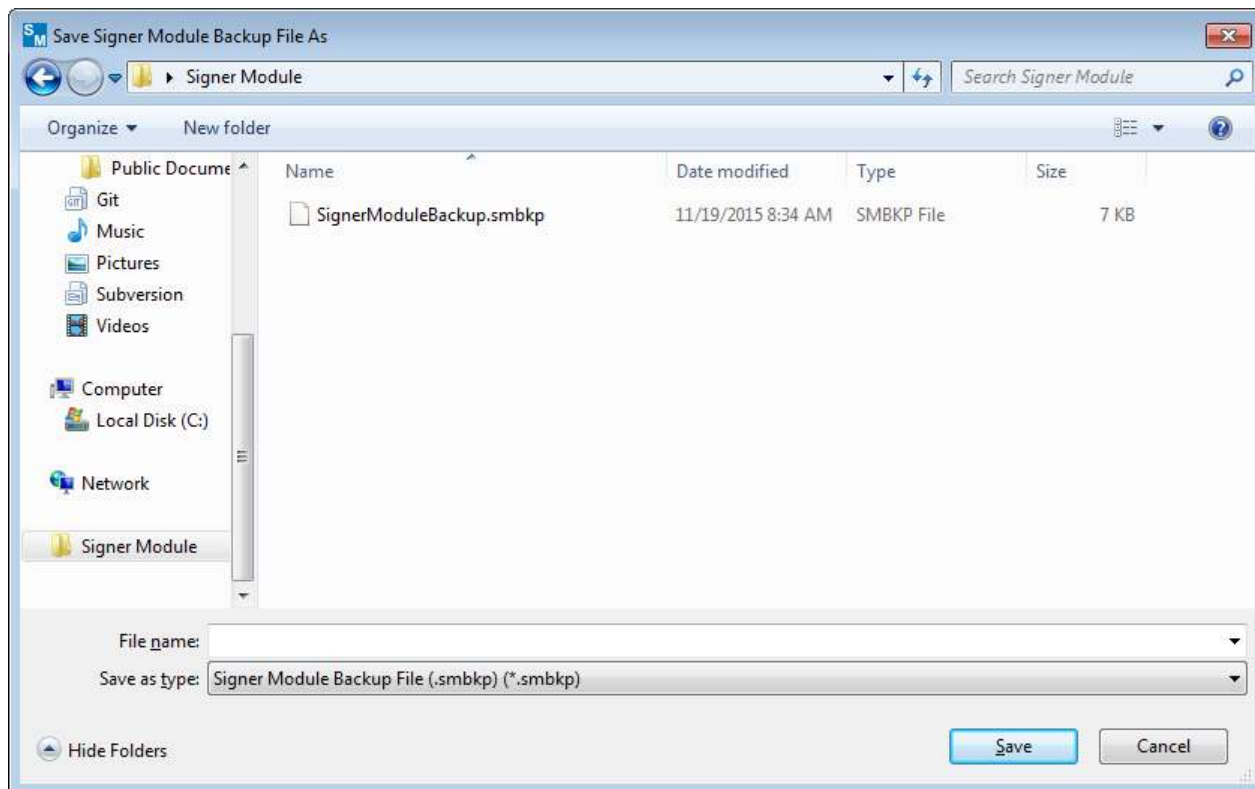 SM Save Signer Module Backup File As
Signer Module
Search Signer Module
Organize
New folder
Public Docume
Git
Music
Pictures
Subversion
Videos
Computer
Local Disk (C:)
Network
Signer Module
Name Date modified Type Size
SignerModuleBackup.smbkp 11/19/2015 8:34 AM SMBKP File 7 KB
File name:
Save as type: Signer Module Backup File (.smbkp) (*.smbkp)
Hide Folders
Save Cancel